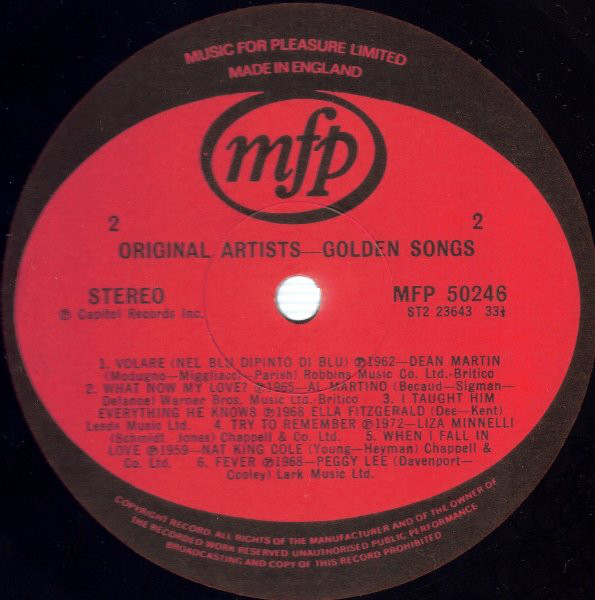 MUSIC FOR PLEASURE LIMITED
MADE IN ENGLAND
mfp
2 2
ORIGINAL ARTISTS—GOLDEN SONGS
STEREO MFP 50246
℗ Capitol Records Inc. ST2 23643 33⅓
1. VOLARE (NEL BLU DIPINTO DI BLU) ℗1962—DEAN MARTIN
(Modugno—Migliacci—Parish) Robbins Music Co. Ltd.-Britico
2. WHAT NOW MY LOVE? ℗1965—AL MARTINO (Becaud—Sigman—
Delanoe) Warner Bros. Music Ltd.-Britico 3. I TAUGHT HIM
EVERYTHING HE KNOWS ℗1968 ELLA FITZGERALD (Dee—Kent)
Leeds Music Ltd. 4. TRY TO REMEMBER ℗1972—LIZA MINNELLI
(Schmidt—Jones) Chappell & Co. Ltd. 5. WHEN I FALL IN
LOVE ℗1959—NAT KING COLE (Young—Heyman) Chappell &
Co. Ltd. 6. FEVER ℗1968—PEGGY LEE (Davenport—
Cooley) Lark Music Ltd.
COPYRIGHT RECORD. ALL RIGHTS OF THE MANUFACTURER AND OF THE OWNER OF
THE RECORDED WORK RESERVED UNAUTHORISED PUBLIC PERFORMANCE
BROADCASTING AND COPY OF THIS RECORD PROHIBITED